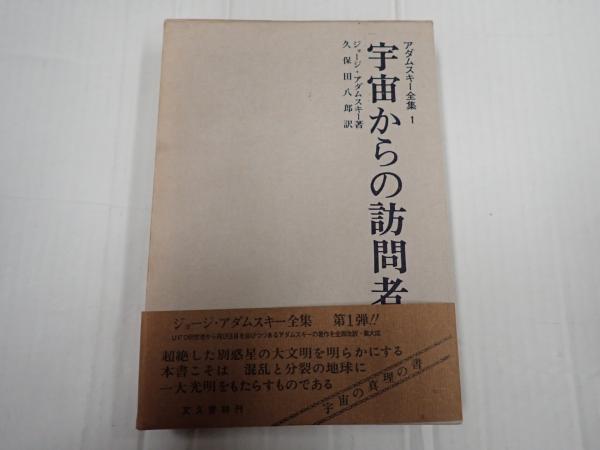 アダムスキー全集 1
宇宙からの訪問者
ジョージ・アダムスキー著
久保田八郎訳
ジョージ・アダムスキー全集 第1弾!!
超絶した別惑星の大文明を明らかにする
本書こそは 混乱と分裂の地球に
一大光明をもたらすものである
宇宙の真理の書
文久書林刊